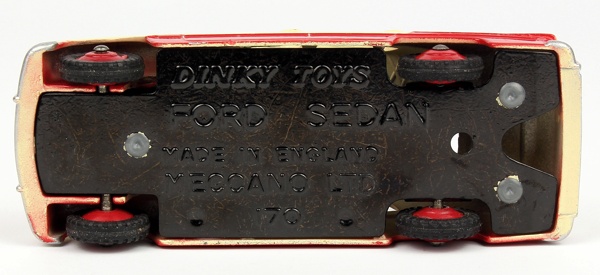 DINKY TOYS
FORD SEDAN
MADE IN ENGLAND
MECCANO LTD
170